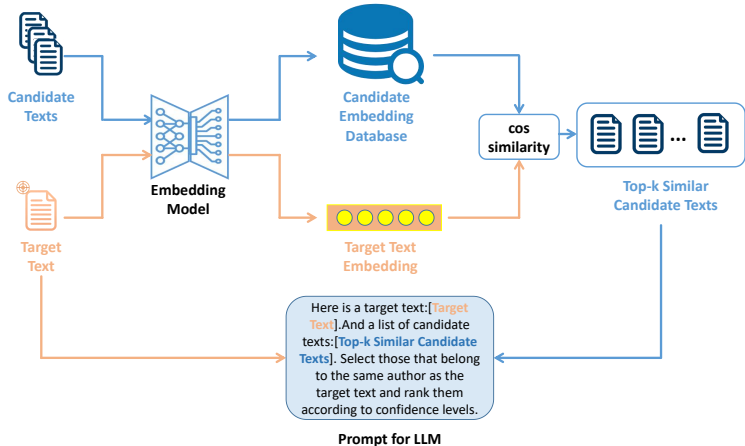 Candidate
Texts
Embedding
Model
Candidate
Embedding
Database
cos
similarity
...
Top-k Similar
Candidate Texts
Target
Text
Target Text
Embedding
Here is a target text:[Target
Text].And a list of candidate
texts:[Top-k Similar Candidate
Texts]. Select those that belong
to the same author as the
target text and rank them
according to confidence levels.
Prompt for LLM